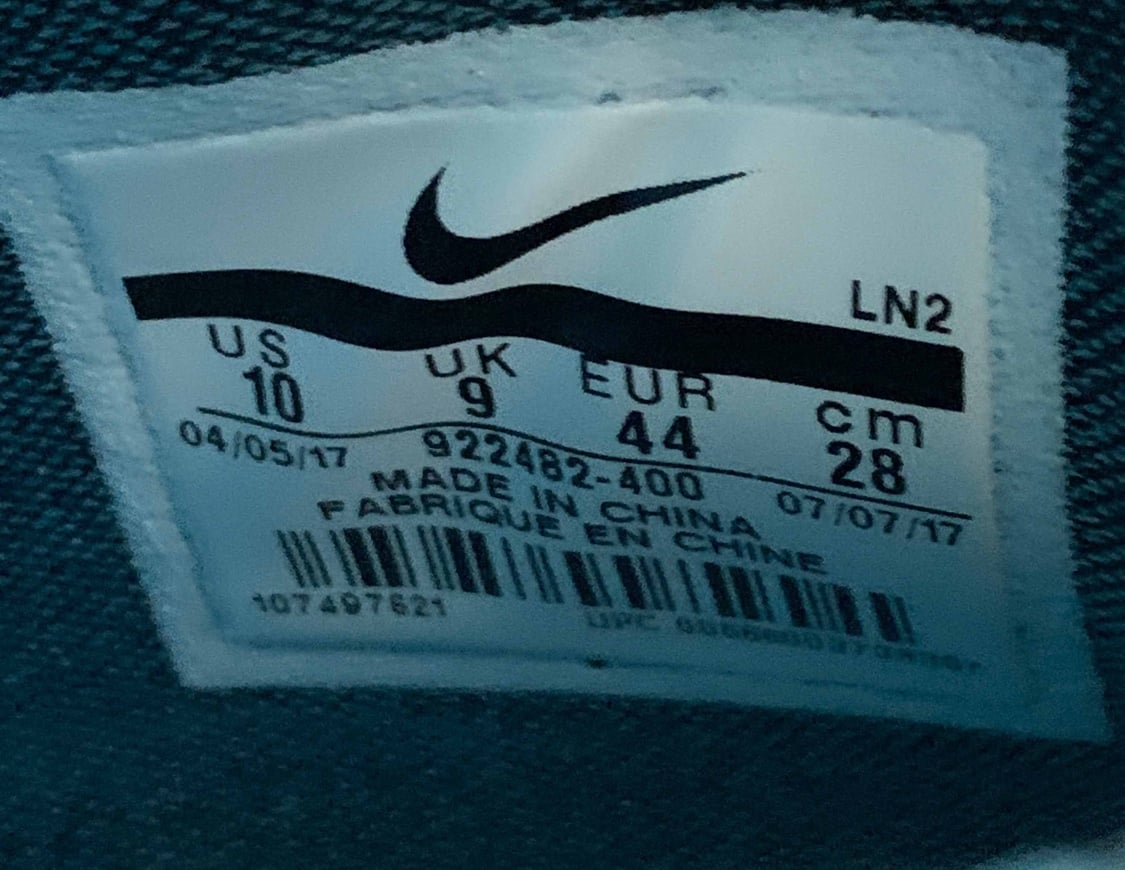 LN2
US UK EUR cm
10 9 44 28
04/05/17 922482-400 07/07/17
MADE IN CHINA
FABRIQUE EN CHINE
107497621
UPC